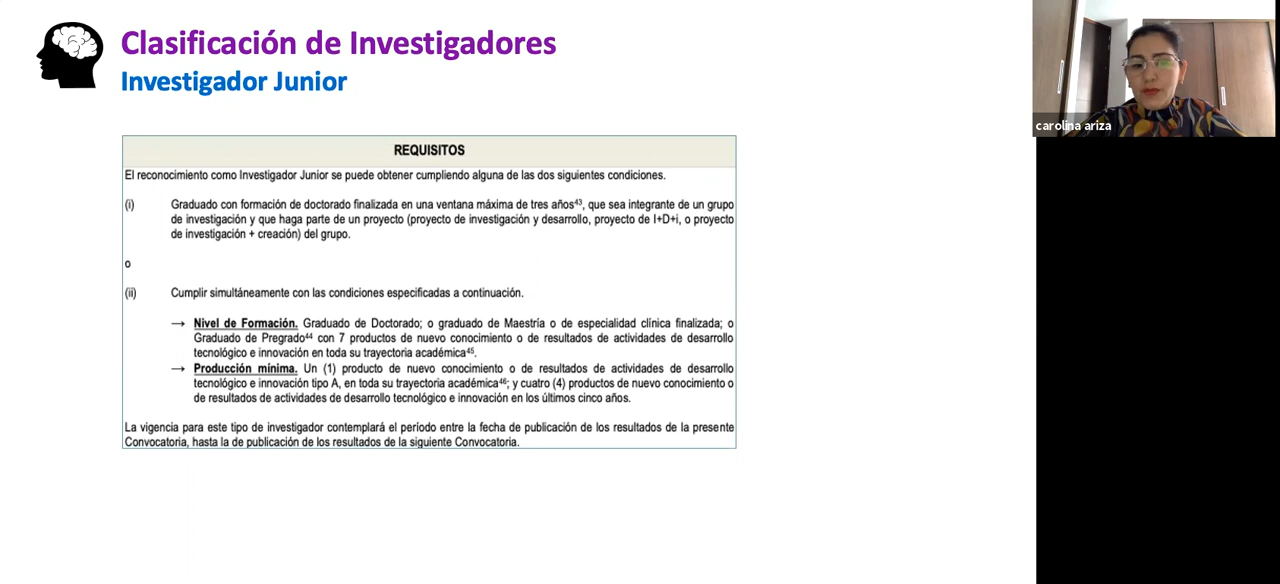 Clasificación de Investigadores
Investigador Junior
carolina ariza
REQUISITOS
El reconocimiento como Investigador Junior se puede obtener cumpliendo alguna de las dos siguientes condiciones.
(i) Graduado con formación de doctorado finalizada en una ventana máxima de tres años⁴³, que sea integrante de un grupo
de investigación y que haga parte de un proyecto (proyecto de investigación y desarrollo, proyecto de I+D+i, o proyecto
de investigación + creación) del grupo.
o
(ii) Cumplir simultáneamente con las condiciones especificadas a continuación.
→ Nivel de Formación. Graduado de Doctorado; o graduado de Maestría o de especialidad clínica finalizada; o
Graduado de Pregrado⁴⁴ con 7 productos de nuevo conocimiento o de resultados de actividades de desarrollo
tecnológico e innovación en toda su trayectoria académica⁴⁵.
→ Producción mínima. Un (1) producto de nuevo conocimiento o de resultados de actividades de desarrollo
tecnológico e innovación tipo A, en toda su trayectoria académica⁴⁶; y cuatro (4) productos de nuevo conocimiento o
de resultados de actividades de desarrollo tecnológico e innovación en los últimos cinco años.
La vigencia para este tipo de investigador contemplará el período entre la fecha de publicación de los resultados de la presente
Convocatoria, hasta la de publicación de los resultados de la siguiente Convocatoria.